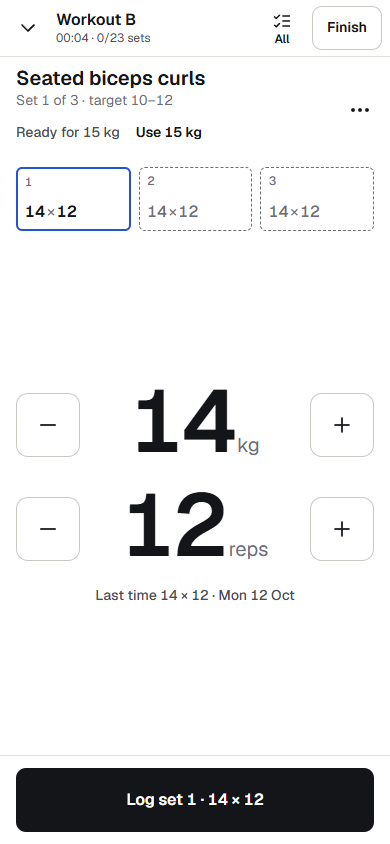 Workout B
00:04 · 0/23 sets
All
Finish
Seated biceps curls
Set 1 of 3 · target 10–12
Ready for 15 kg Use 15 kg
1 2 3
14×12 14×12 14×12
14 kg
12 reps
Last time 14 × 12 · Mon 12 Oct
Log set 1 · 14 × 12